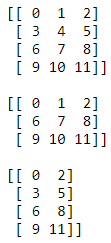 [[ 0  1  2]
 [ 3  4  5]
 [ 6  7  8]
 [ 9 10 11]]
[[ 0  1  2]
 [ 6  7  8]
 [ 9 10 11]]
[[ 0  2]
 [ 3  5]
 [ 6  8]
 [ 9 11]]